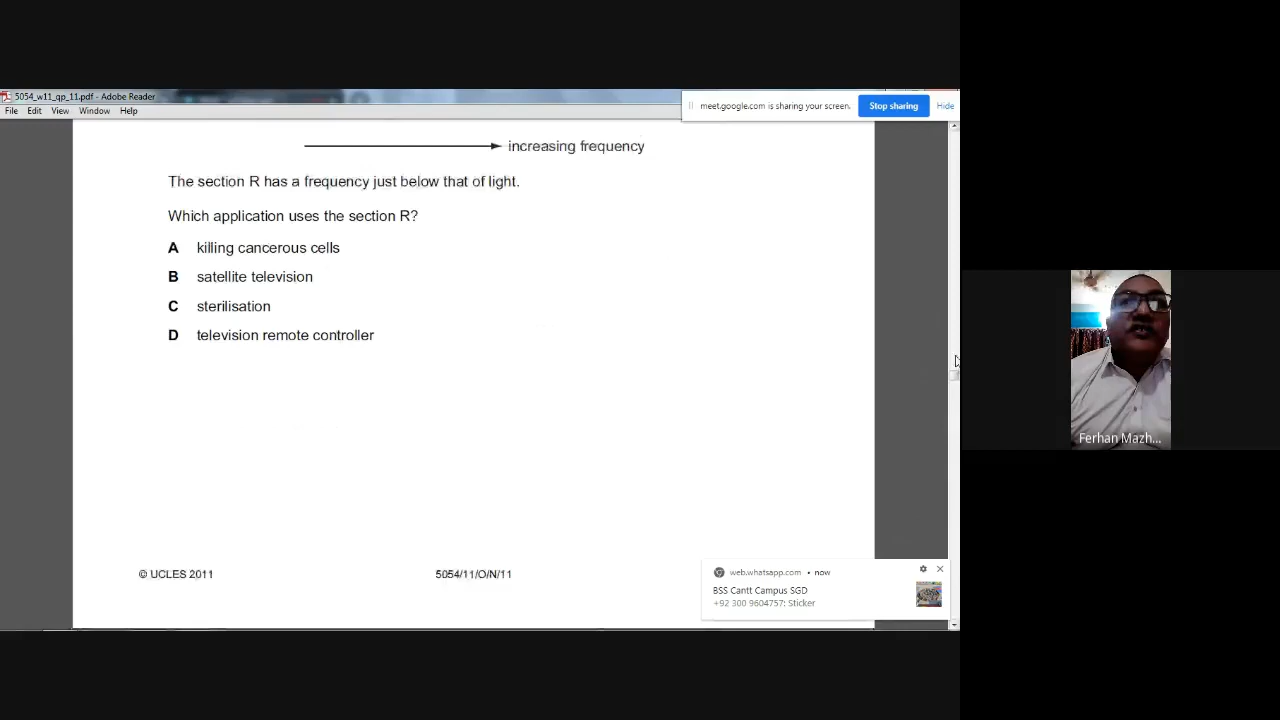 5054_w11_qp_11.pdf - Adobe Reader
File Edit View Window Help
meet.google.com is sharing your screen.
Stop sharing
Hide
increasing frequency
The section R has a frequency just below that of light.
Which application uses the section R?
A killing cancerous cells
B satellite television
C sterilisation
D television remote controller
© UCLES 2011
5054/11/O/N/11
web.whatsapp.com • now
BSS Cantt Campus SGD
+92 300 9604757: Sticker
Ferhan Mazh...